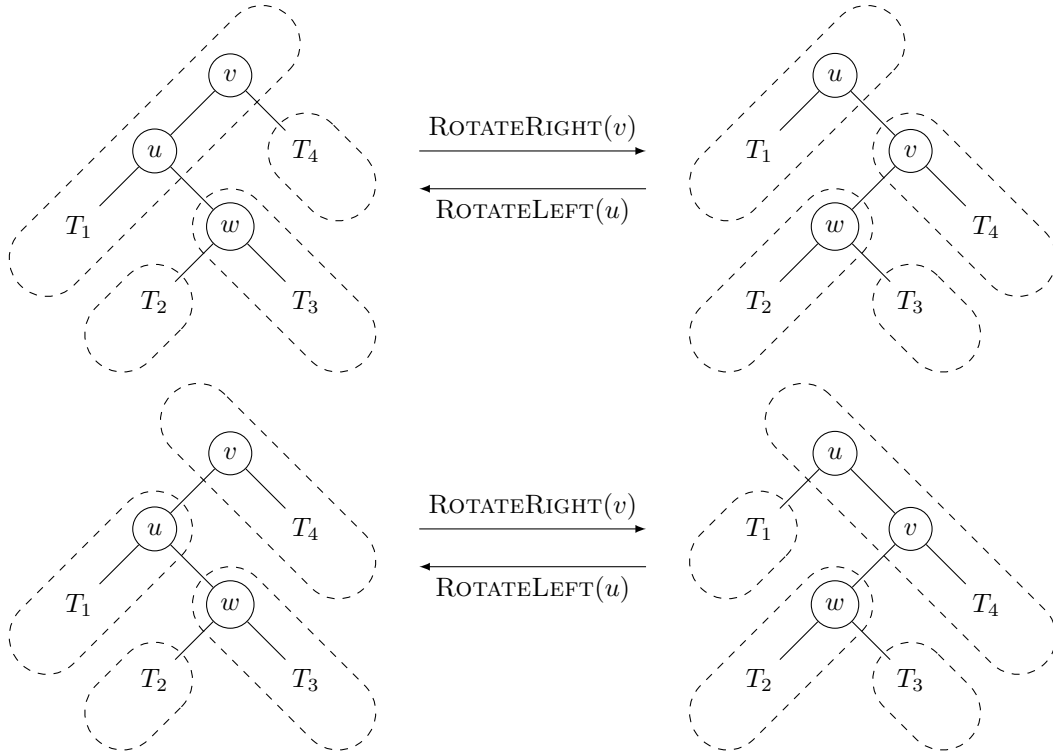 v
u
ROTATERIGHT(v)
u
T₄
T₁
v
T₁
ROTATELEFT(u)
w
w
T₄
T₂
T₃
T₂
T₃
v
u
ROTATERIGHT(v)
u
T₄
T₁
v
ROTATELEFT(u)
T₁
w
w
T₄
T₂
T₃
T₂
T₃